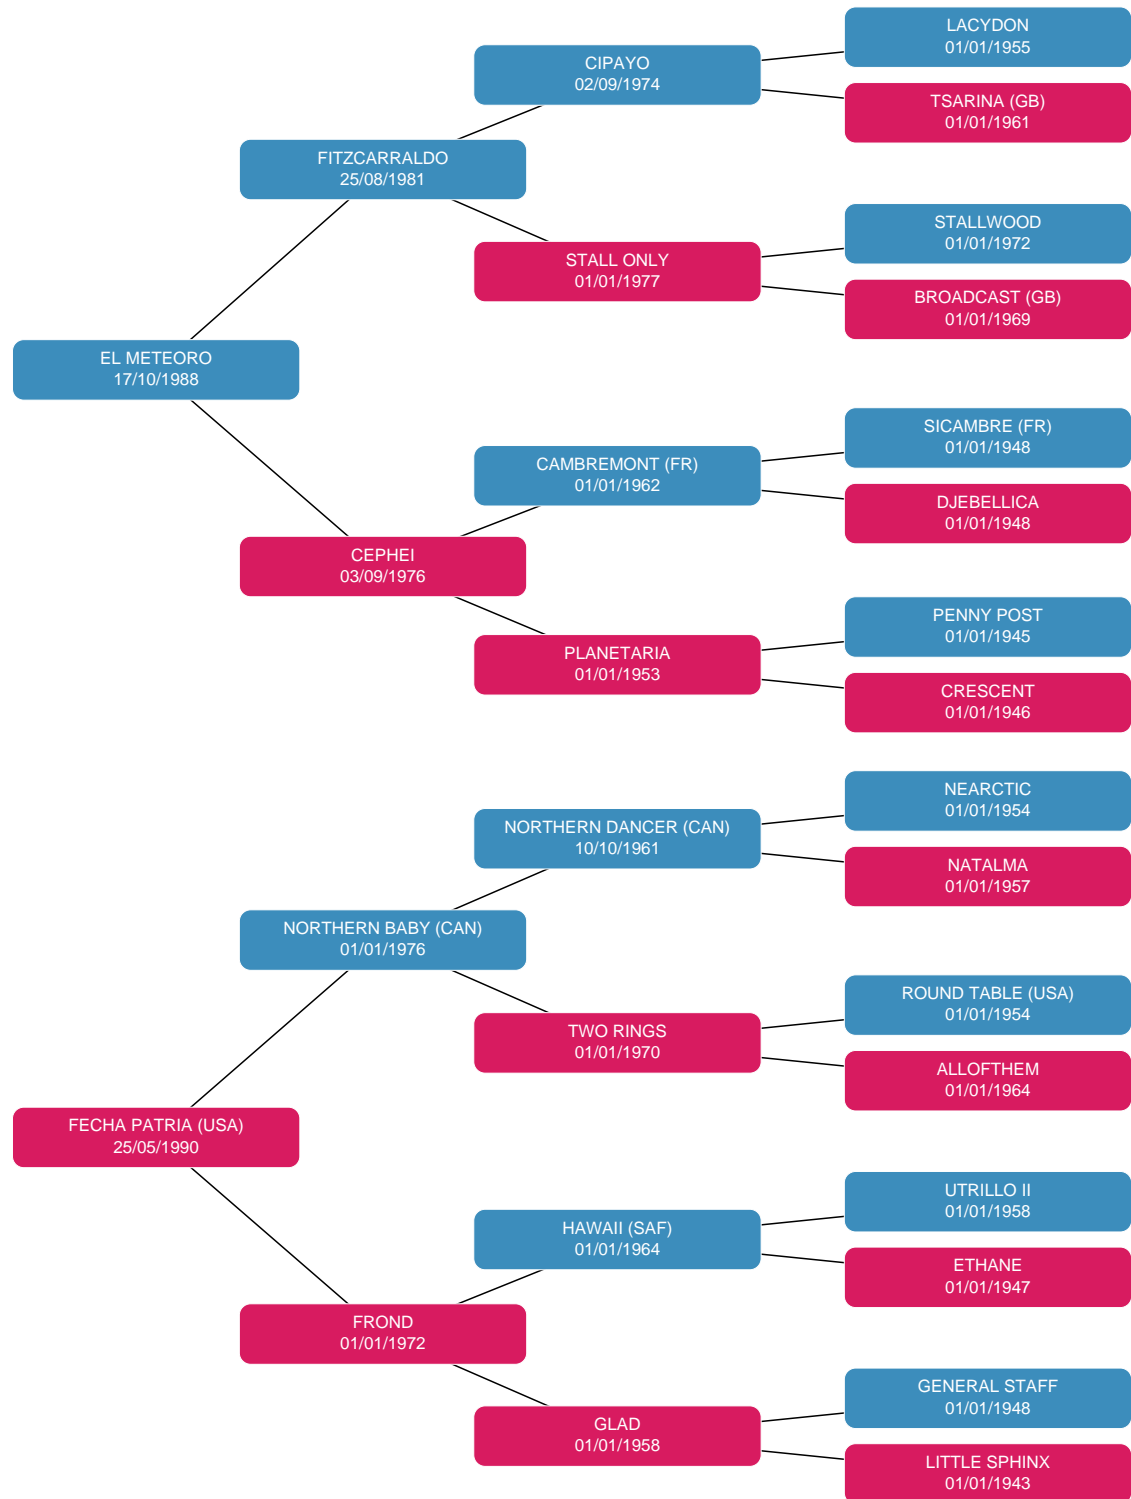 LACYDON
01/01/1955
CIPAYO
02/09/1974
TSARINA (GB)
01/01/1961
FITZCARRALDO
25/08/1981
STALLWOOD
01/01/1972
STALL ONLY
01/01/1977
BROADCAST (GB)
01/01/1969
EL METEORO
17/10/1988
SICAMBRE (FR)
01/01/1948
CAMBREMONT (FR)
01/01/1962
DJEBELLICA
01/01/1948
CEPHEI
03/09/1976
PENNY POST
01/01/1945
PLANETARIA
01/01/1953
CRESCENT
01/01/1946
NEARCTIC
01/01/1954
NORTHERN DANCER (CAN)
10/10/1961
NATALMA
01/01/1957
NORTHERN BABY (CAN)
01/01/1976
ROUND TABLE (USA)
01/01/1954
TWO RINGS
01/01/1970
ALLOFTHEM
01/01/1964
FECHA PATRIA (USA)
25/05/1990
UTRILLO II
01/01/1958
HAWAII (SAF)
01/01/1964
ETHANE
01/01/1947
FROND
01/01/1972
GENERAL STAFF
01/01/1948
GLAD
01/01/1958
LITTLE SPHINX
01/01/1943